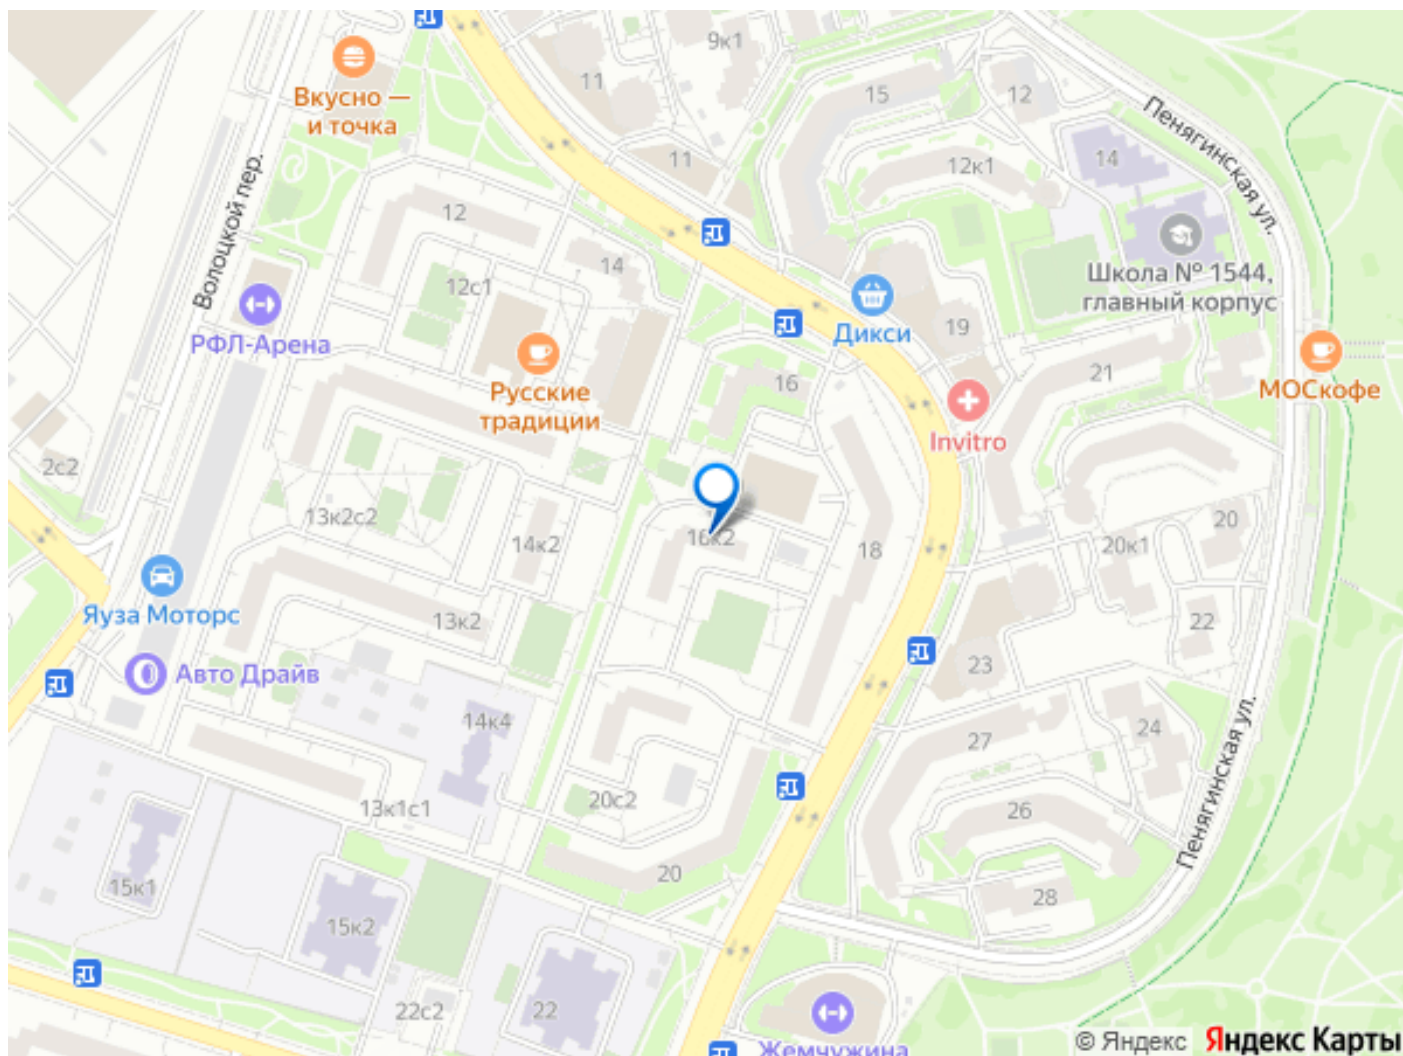 9к1
11
15
12
Вкусно —
и точка
Пенягинская ул.
11
12к1
14
Волоцкой пер.
12
14
Школа № 1544,
главный корпус
12с1
19
Дикси
РФЛ-Арена
21
16
МОСкофе
Русские
традиции
Invitro
2с2
13к2с2
20
16к2
14к2
18
20к1
Яуза Моторс
13к2
22
23
Авто Драйв
14к4
24
27
20с2
13к1с1
26
Пенягинская ул.
20
15к1
28
15к2
22с2
22
Жемчужина
© Яндекс Яндекс Карты